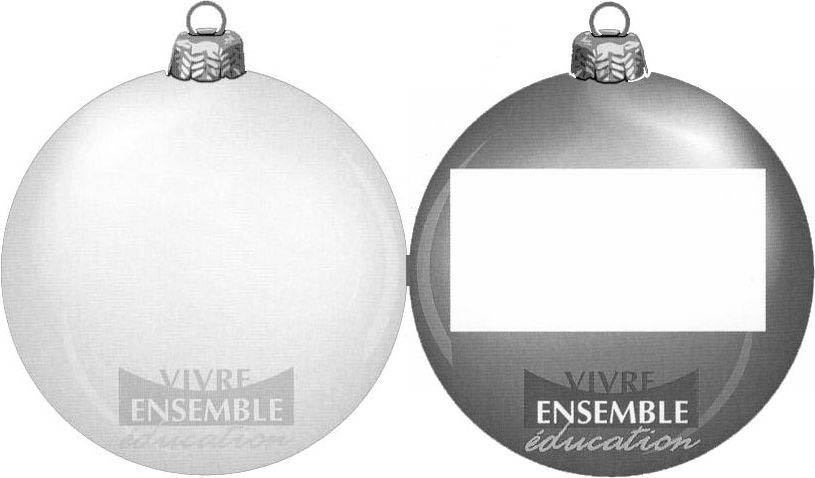 VIVRE
ENSEMBLE
éducation
VIVRE
ENSEMBLE
éducation